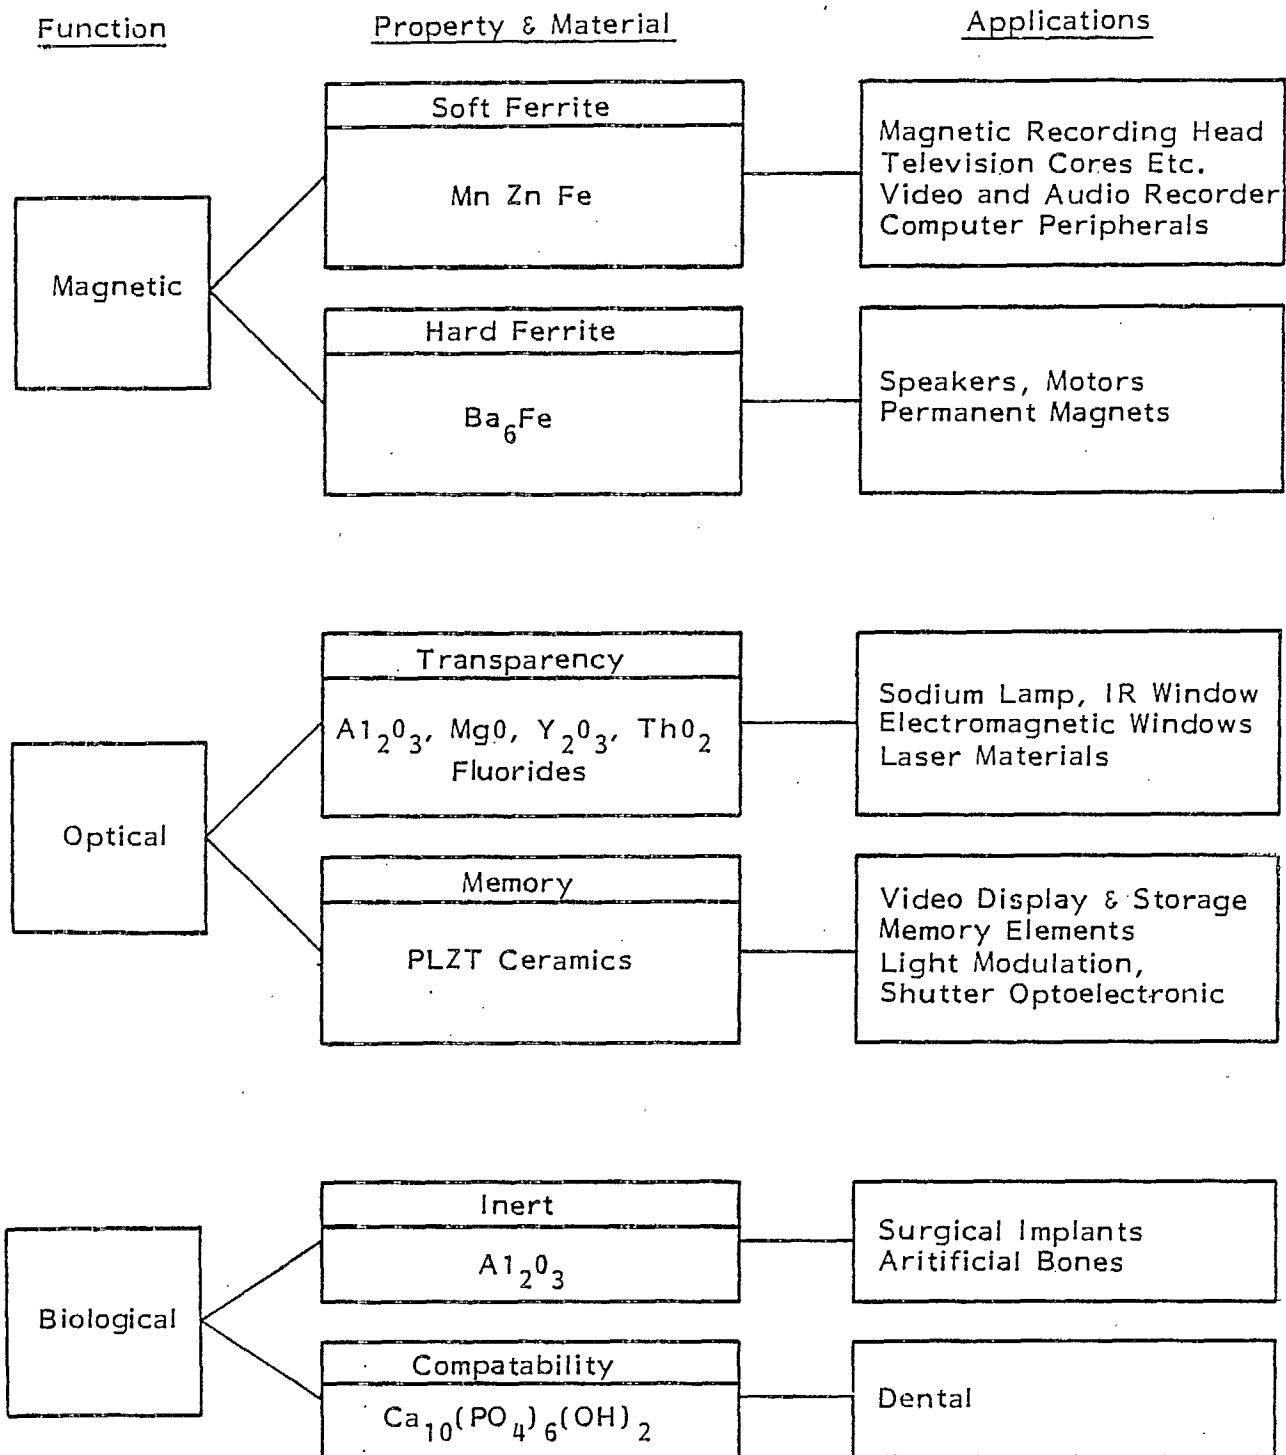 Function
Property & Material
Applications
Magnetic
Soft Ferrite
Mn Zn Fe
Magnetic Recording Head
Television Cores Etc.
Video and Audio Recorder
Computer Peripherals
Hard Ferrite
Ba6Fe
Speakers, Motors
Permanent Magnets
Optical
Transparency
Al2O3, MgO, Y2O3, ThO2
Fluorides
Sodium Lamp, IR Window
Electromagnetic Windows
Laser Materials
Memory
PLZT Ceramics
Video Display & Storage
Memory Elements
Light Modulation,
Shutter Optoelectronic
Biological
Inert
Al2O3
Surgical Implants
Aritificial Bones
Compatability
Ca10(PO4)6(OH)2
Dental